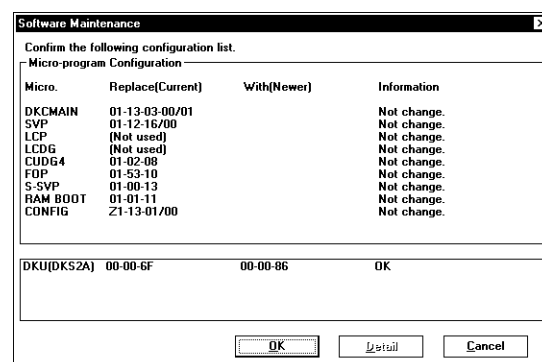 Software Maintenance
Confirm the following configuration list.
Micro-program Configuration
Micro. Replace(Current) With(Newer) Information
DKCMAIN 01-13-03-00/01 Not change.
SVP 01-12-16/00 Not change.
LCP (Not used) Not change.
LCDG (Not used) Not change.
CUDG4 01-02-08 Not change.
FOP 01-53-10 Not change.
S-SVP 01-00-13 Not change.
RAM BOOT 01-01-11 Not change.
CONFIG Z1-13-01/00 Not change.
DKU(DKS2A) 00-00-6F 00-00-86 OK
OK Detail Cancel